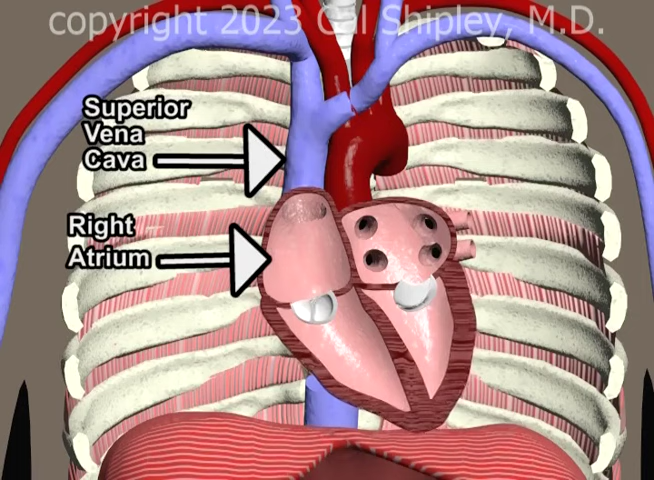 copyright 2023 Cal Shipley, M.D.
Superior
Vena
Cava
Right
Atrium